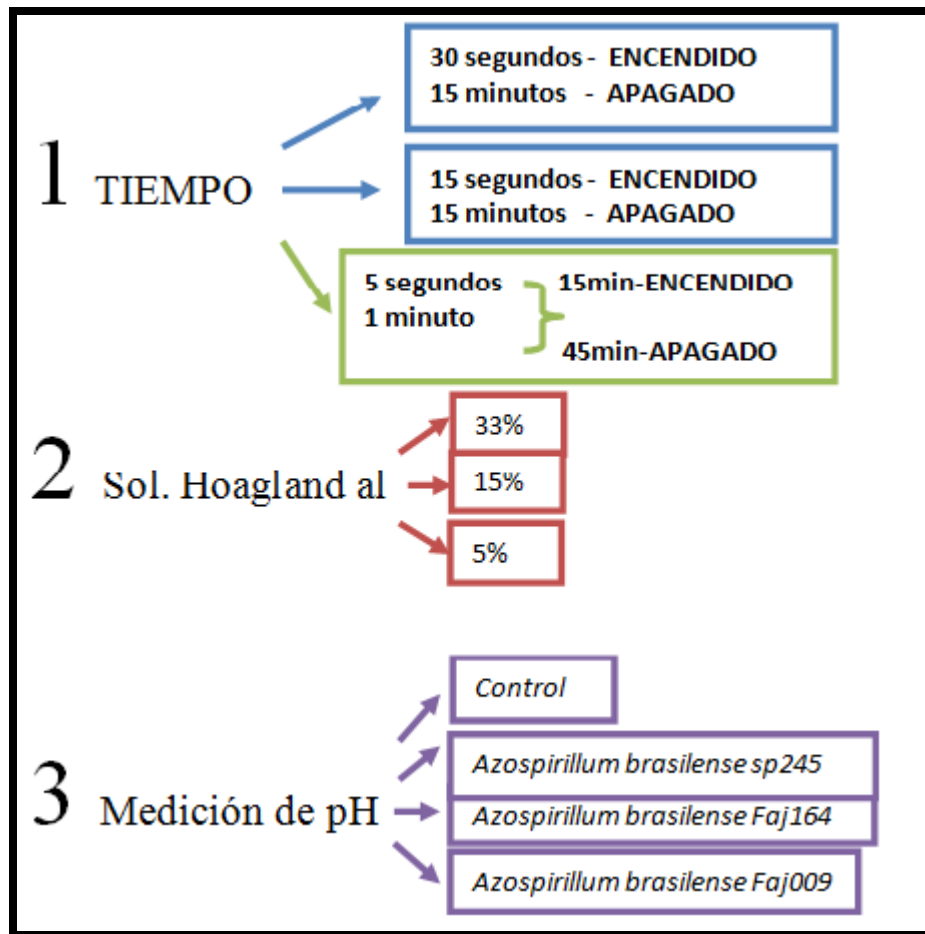 30 segundos - ENCENDIDO
15 minutos - APAGADO
1 TIEMPO
15 segundos - ENCENDIDO
15 minutos - APAGADO
5 segundos 15min-ENCENDIDO
1 minuto
45min-APAGADO
33%
2 Sol. Hoagland al
15%
5%
Control
Azospirillum brasilense sp245
3 Medición de pH
Azospirillum brasilense Faj164
Azospirillum brasilense Faj009